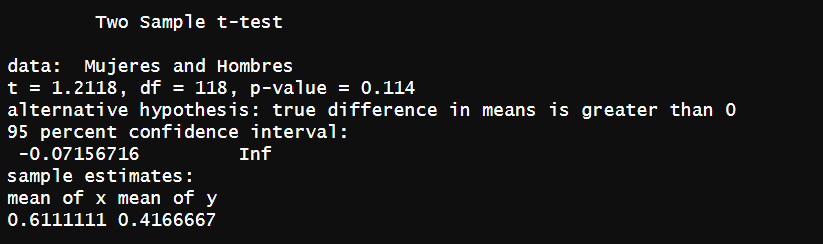 Two Sample t-test
data:  Mujeres and Hombres
t = 1.2118, df = 118, p-value = 0.114
alternative hypothesis: true difference in means is greater than 0
95 percent confidence interval:
 -0.07156716         Inf
sample estimates:
mean of x mean of y
0.6111111 0.4166667